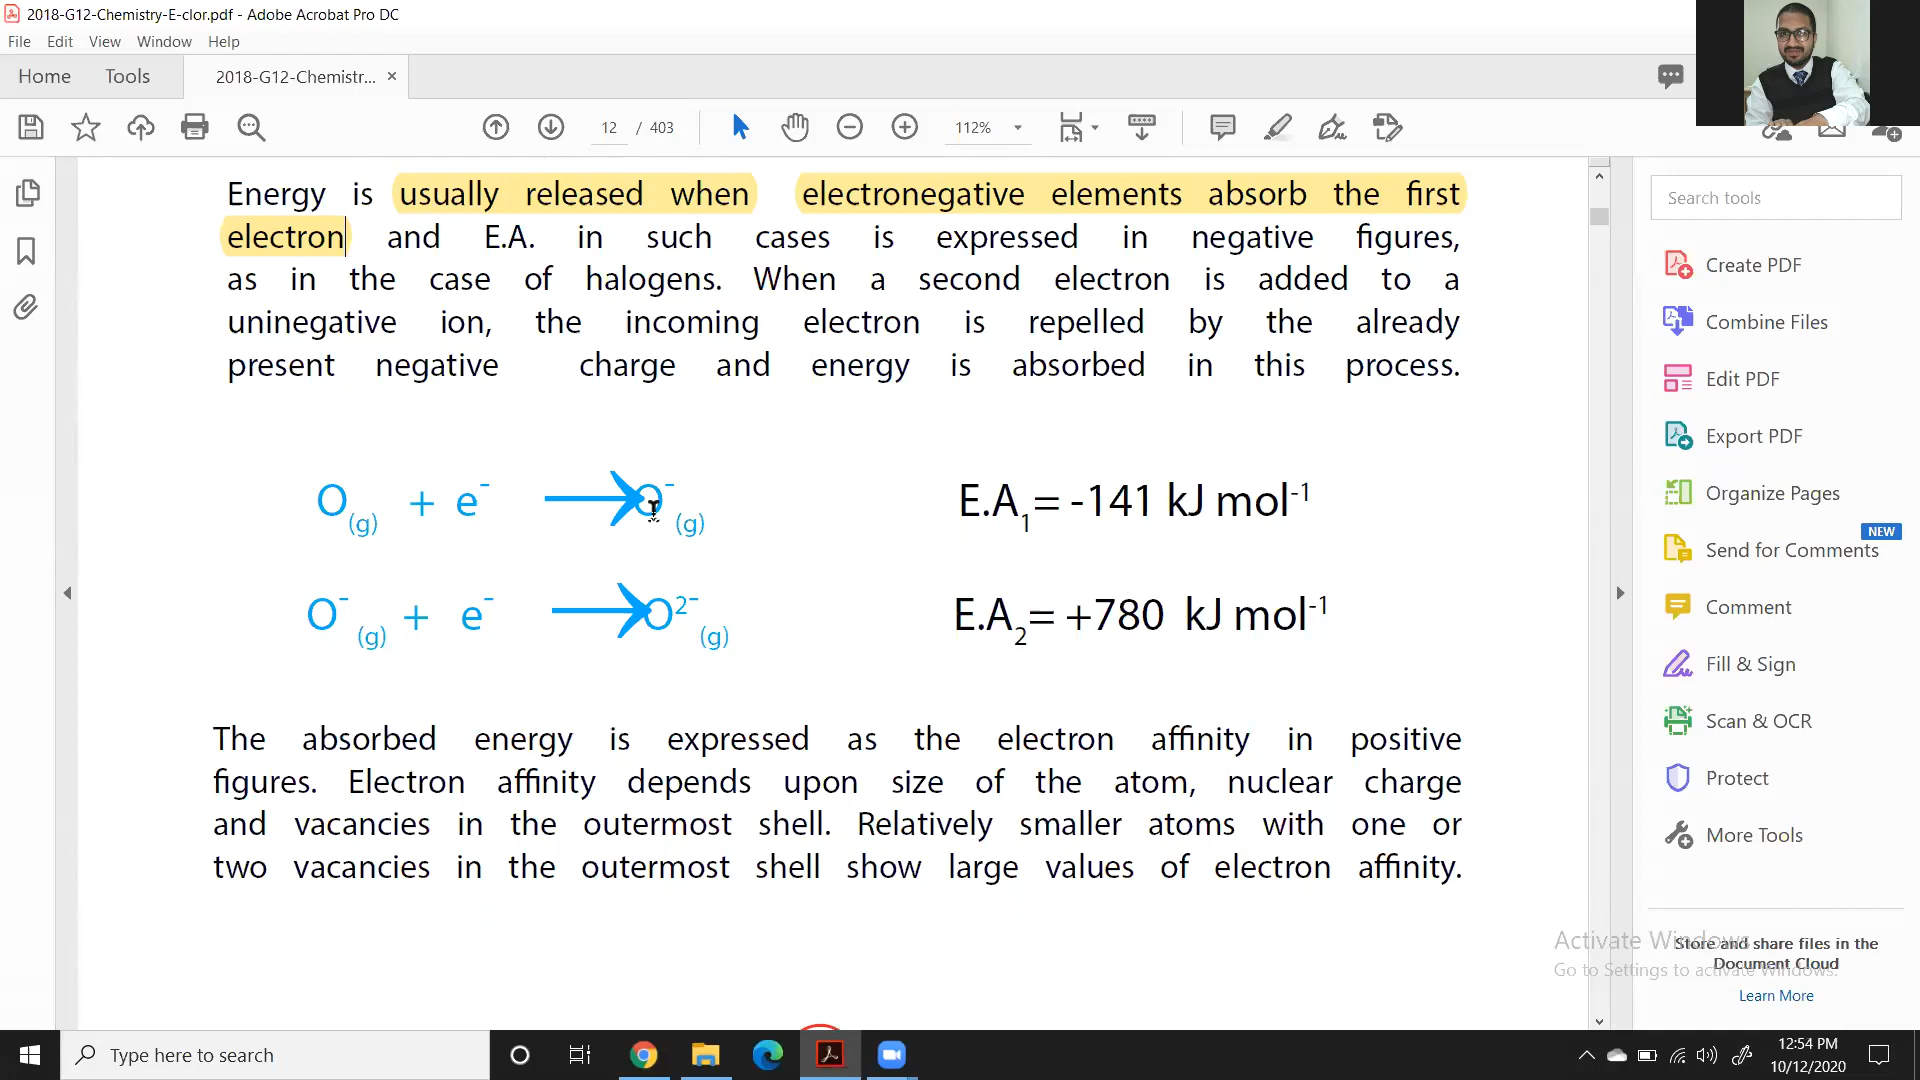 2018-G12-Chemistry-E-clor.pdf - Adobe Acrobat Pro DC
File Edit View Window Help
Home Tools 2018-G12-Chemistr... ×
12 / 403 112%
Energy is usually released when electronegative elements absorb the first
electron and E.A. in such cases is expressed in negative figures,
as in the case of halogens. When a second electron is added to a
uninegative ion, the incoming electron is repelled by the already
present negative charge and energy is absorbed in this process.
O(g) + e⁻ → O⁻(g) E.A₁= -141 kJ mol⁻¹
O⁻(g) + e⁻ → O²⁻(g) E.A₂= +780 kJ mol⁻¹
The absorbed energy is expressed as the electron affinity in positive
figures. Electron affinity depends upon size of the atom, nuclear charge
and vacancies in the outermost shell. Relatively smaller atoms with one or
two vacancies in the outermost shell show large values of electron affinity.
Search tools
Create PDF
Combine Files
Edit PDF
Export PDF
Organize Pages
NEW
Send for Comments
Comment
Fill & Sign
Scan & OCR
Protect
More Tools
Activate Windows
Go to Settings to activate Windows.
Store and share files in the
Document Cloud
Learn More
Type here to search
12:54 PM
10/12/2020